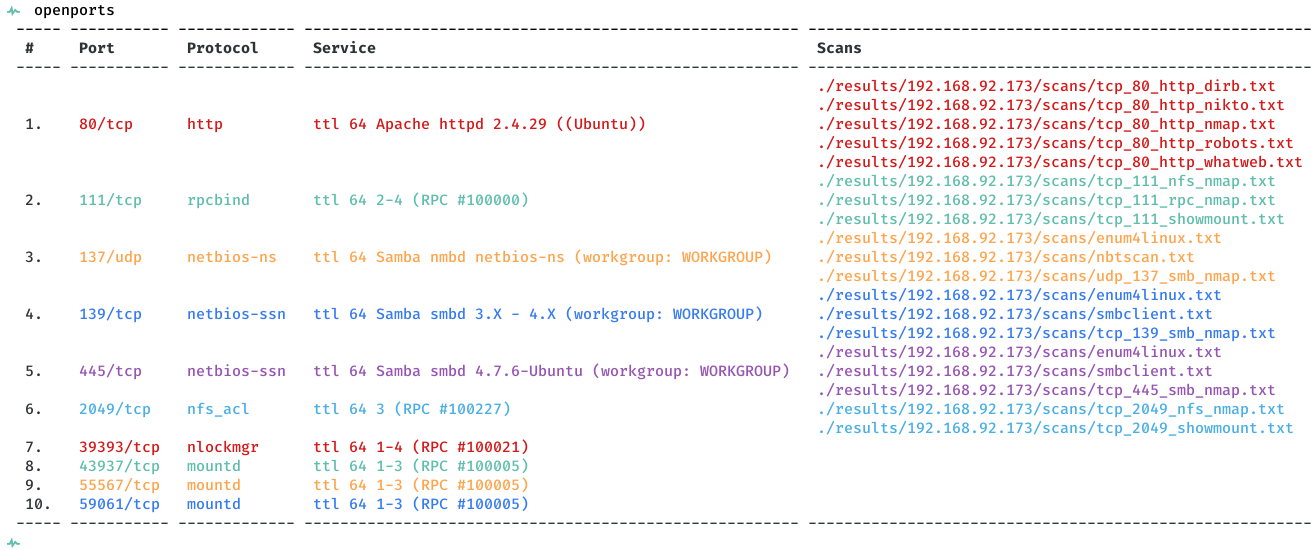 openports
----- ----------- ------------- ------------------------------------------------------- --------------------------------------------------------
# Port Protocol Service Scans
----- ----------- ------------- ------------------------------------------------------- --------------------------------------------------------
./results/192.168.92.173/scans/tcp_80_http_dirb.txt
./results/192.168.92.173/scans/tcp_80_http_nikto.txt
1. 80/tcp http ttl 64 Apache httpd 2.4.29 ((Ubuntu)) ./results/192.168.92.173/scans/tcp_80_http_nmap.txt
./results/192.168.92.173/scans/tcp_80_http_robots.txt
./results/192.168.92.173/scans/tcp_80_http_whatweb.txt
./results/192.168.92.173/scans/tcp_111_nfs_nmap.txt
2. 111/tcp rpcbind ttl 64 2-4 (RPC #100000) ./results/192.168.92.173/scans/tcp_111_rpc_nmap.txt
./results/192.168.92.173/scans/tcp_111_showmount.txt
./results/192.168.92.173/scans/enum4linux.txt
3. 137/udp netbios-ns ttl 64 Samba nmbd netbios-ns (workgroup: WORKGROUP) ./results/192.168.92.173/scans/nbtscan.txt
./results/192.168.92.173/scans/udp_137_smb_nmap.txt
./results/192.168.92.173/scans/enum4linux.txt
4. 139/tcp netbios-ssn ttl 64 Samba smbd 3.X - 4.X (workgroup: WORKGROUP) ./results/192.168.92.173/scans/smbclient.txt
./results/192.168.92.173/scans/tcp_139_smb_nmap.txt
./results/192.168.92.173/scans/enum4linux.txt
5. 445/tcp netbios-ssn ttl 64 Samba smbd 4.7.6-Ubuntu (workgroup: WORKGROUP) ./results/192.168.92.173/scans/smbclient.txt
./results/192.168.92.173/scans/tcp_445_smb_nmap.txt
6. 2049/tcp nfs_acl ttl 64 3 (RPC #100227) ./results/192.168.92.173/scans/tcp_2049_nfs_nmap.txt
./results/192.168.92.173/scans/tcp_2049_showmount.txt
7. 39393/tcp nlockmgr ttl 64 1-4 (RPC #100021)
8. 43937/tcp mountd ttl 64 1-3 (RPC #100005)
9. 55567/tcp mountd ttl 64 1-3 (RPC #100005)
10. 59061/tcp mountd ttl 64 1-3 (RPC #100005)
----- ----------- ------------- ------------------------------------------------------- --------------------------------------------------------